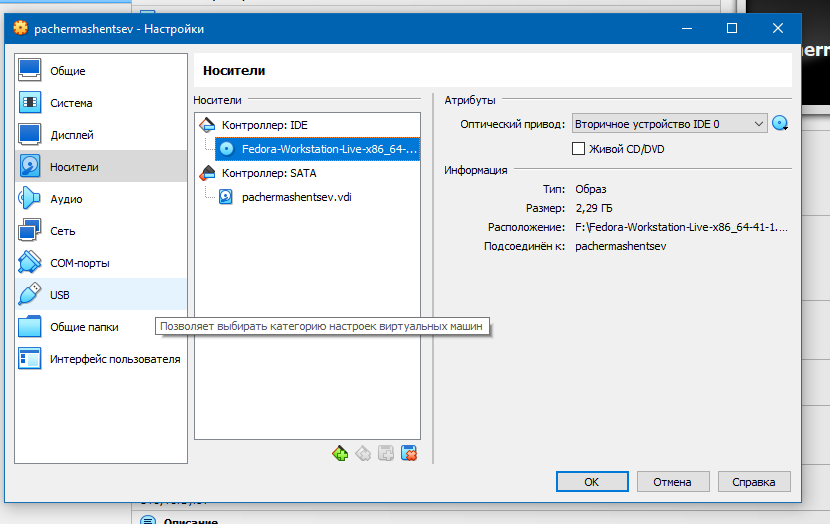 pachermashentsev - Настройки
Общие
Система
Дисплей
Носители
Аудио
Сеть
COM-порты
USB
Общие папки
Интерфейс пользователя
Носители
Носители
Контроллер: IDE
Fedora-Workstation-Live-x86_64-...
Контроллер: SATA
pachermashentsev.vdi
Атрибуты
Оптический привод: Вторичное устройство IDE 0
Живой CD/DVD
Информация
Тип: Образ
Размер: 2,29 ГБ
Расположение: F:\Fedora-Workstation-Live-x86_64-41-1....
Подсоединён к: pachermashentsev
Позволяет выбирать категорию настроек виртуальных машин
OK
Отмена
Справка
Описание